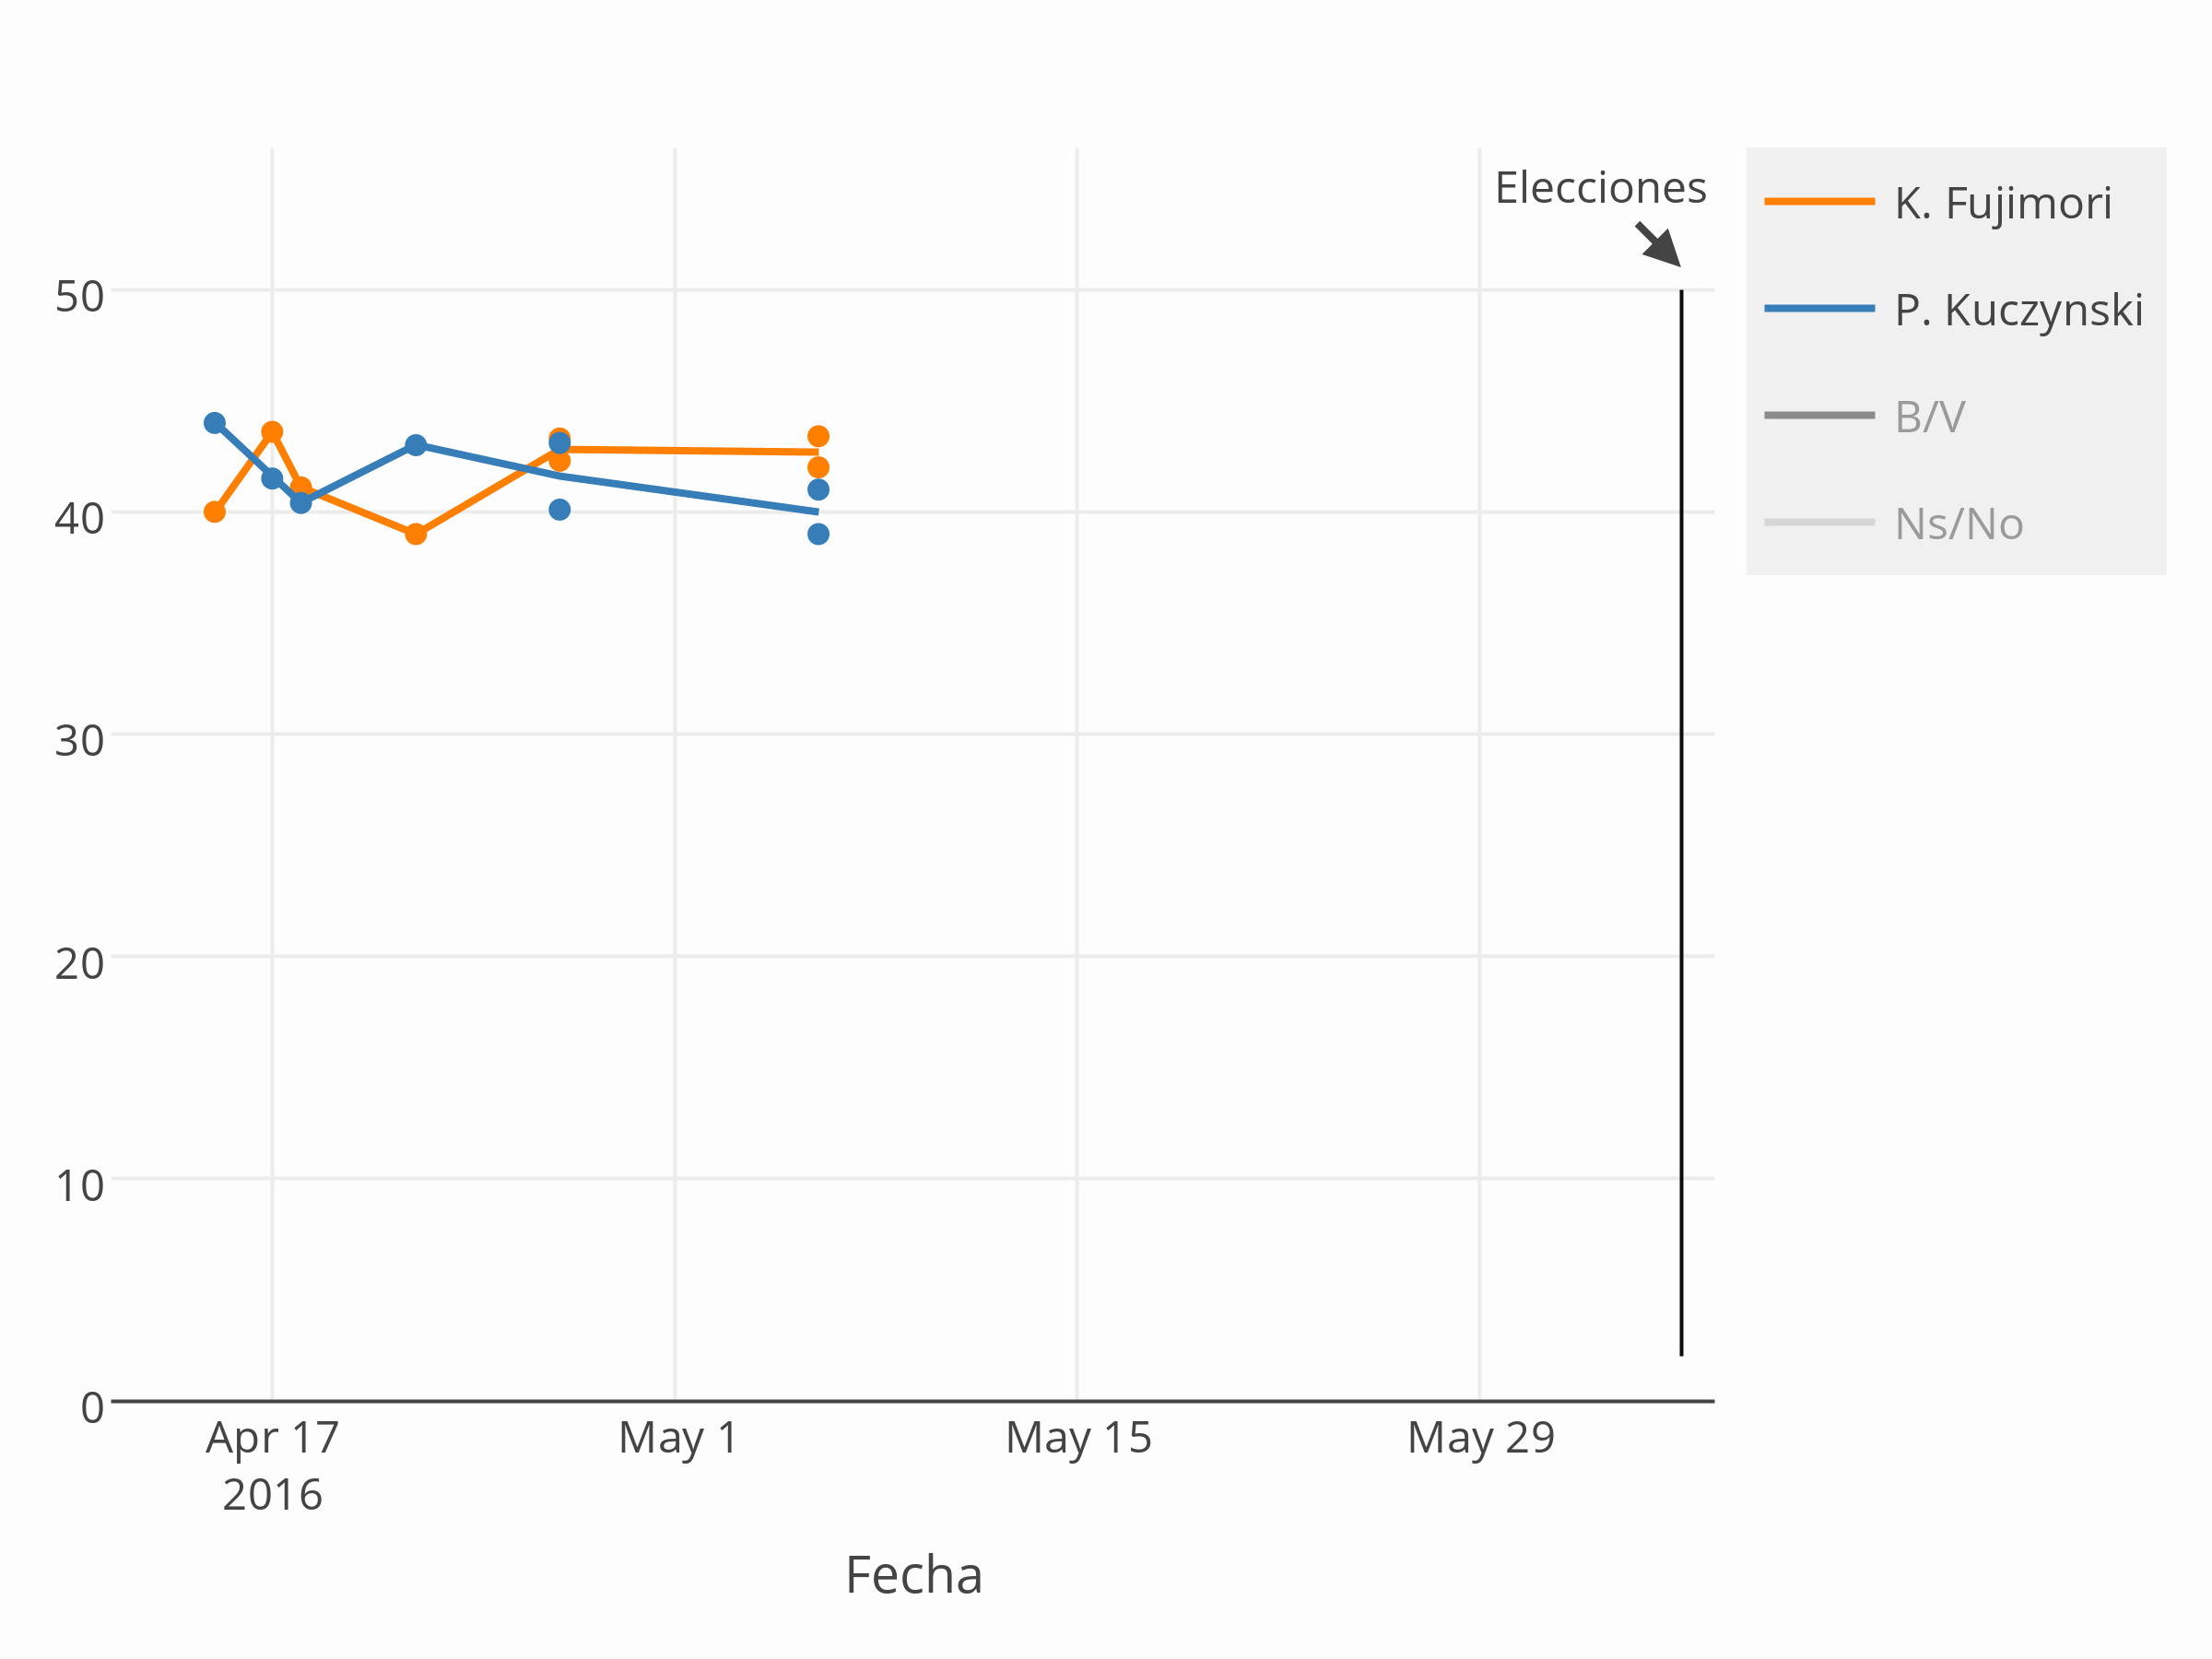 Elecciones
K. Fujimori
P. Kuczynski
B/V
Ns/No
50
40
30
20
10
0
Apr 17
2016
May 1
May 15
May 29
Fecha